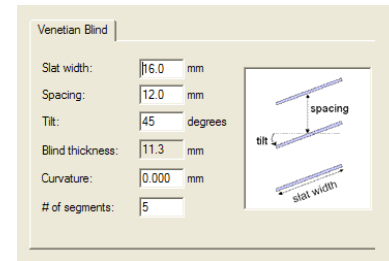 Venetian Blind
Slat width: 16.0 mm
Spacing: 12.0 mm
Tilt: 45 degrees
Blind thickness: 11.3 mm
Curvature: 0.000 mm
# of segments: 5
spacing
tilt
slat width